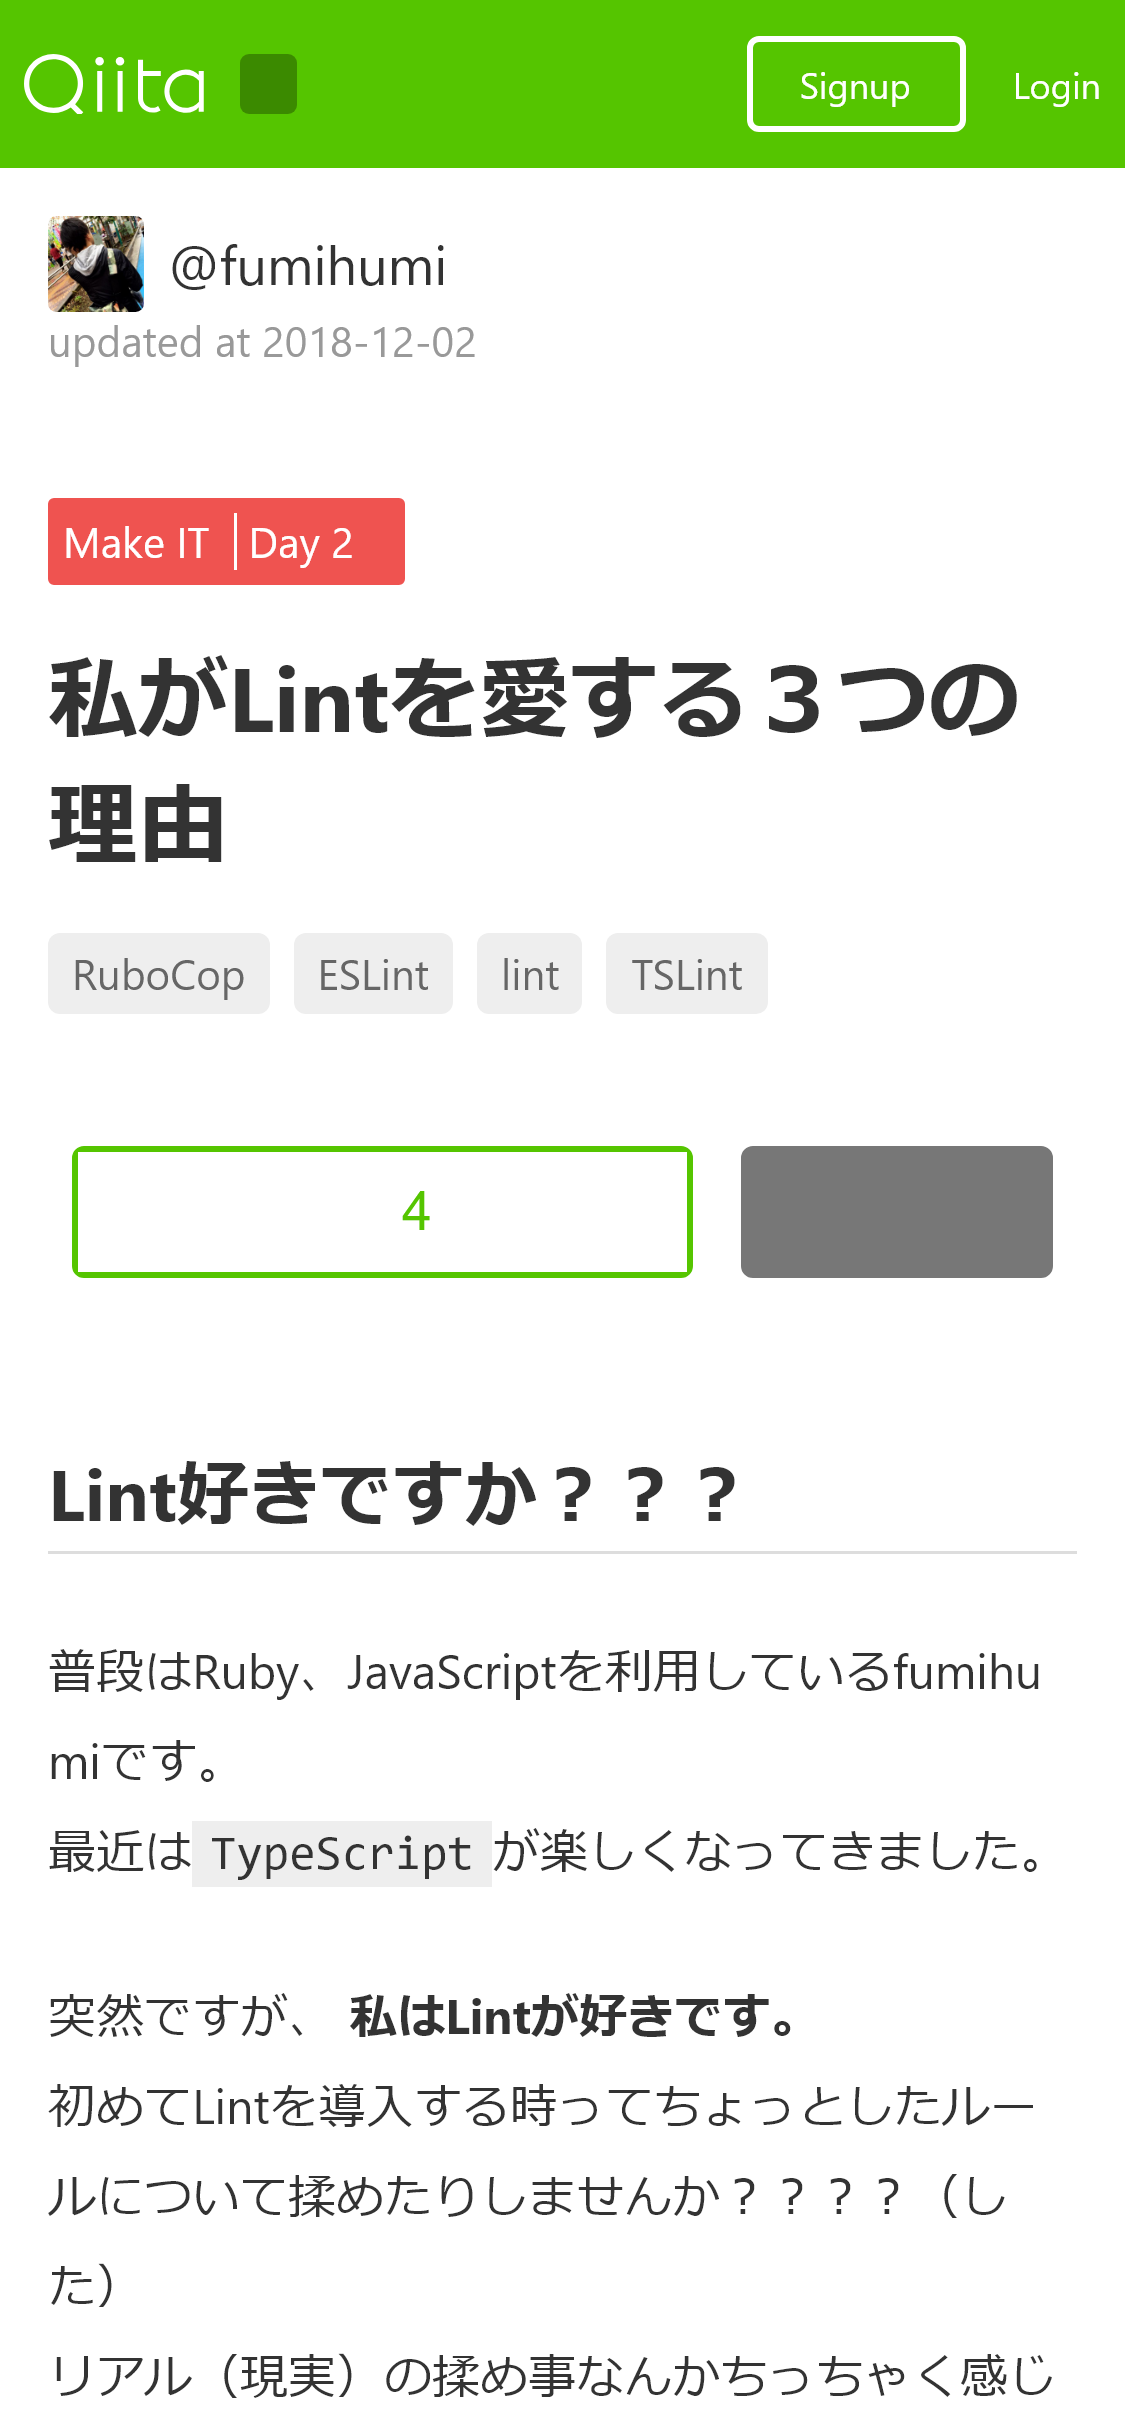 Qiita
Signup
Login
@fumihumi
updated at 2018-12-02
Make IT
Day 2
私がLintを愛する３つの
理由
RuboCop
ESLint
lint
TSLint
4
Lint好きですか？？？
普段はRuby、JavaScriptを利用しているfumihu
miです。
最近は TypeScript が楽しくなってきました。
突然ですが、 私はLintが好きです。
初めてLintを導入する時ってちょっとしたルー
ルについて揉めたりしませんか？？？？（し
た）
リアル（現実）の揉め事なんかちっちゃく感じ